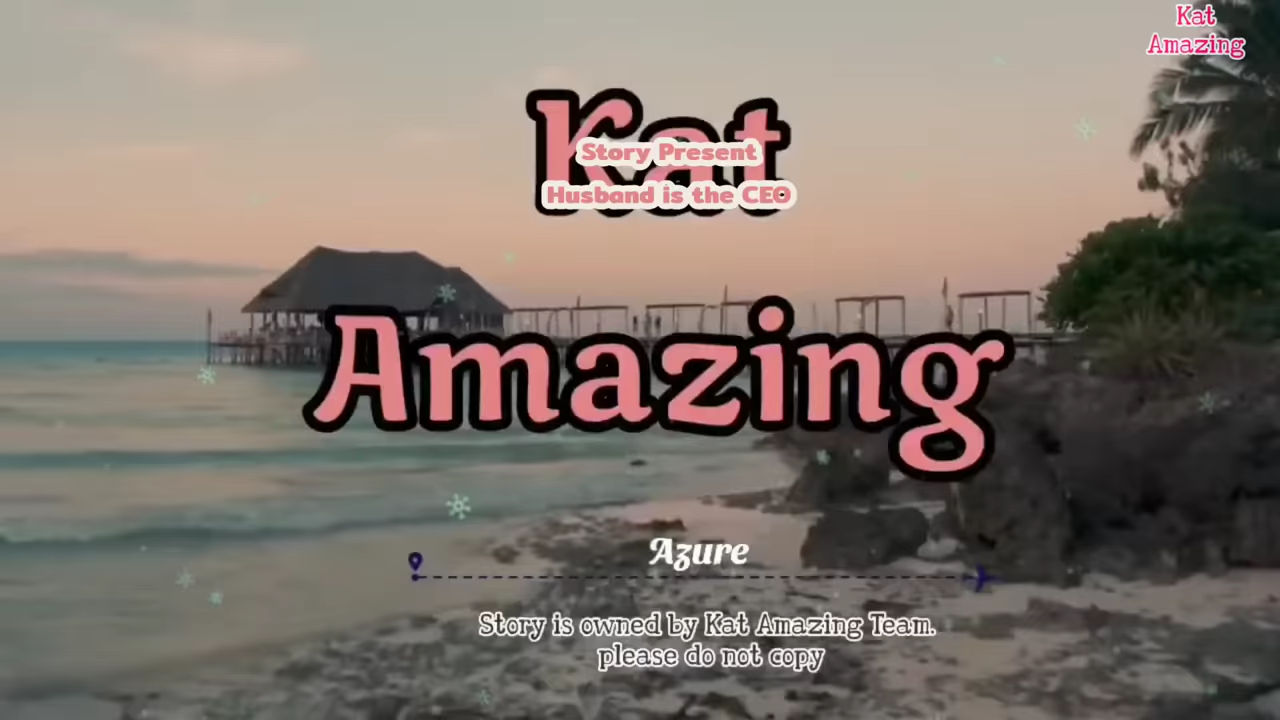 Kat
Amazing
Kat
Story Present
Husband is the CEO
Amazing
Azure
Story is owned by Kat Amazing Team.
please do not copy